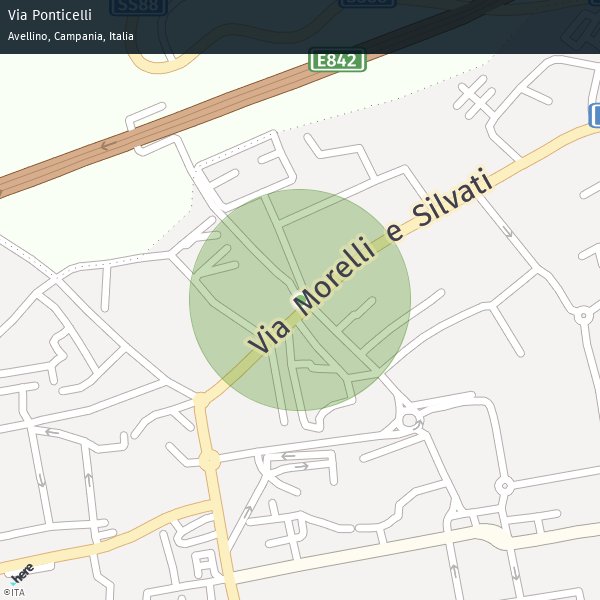 Via Ponticelli
Avellino, Campania, Italia
SS88
E842
Via Morelli e Silvati
here
©ITA